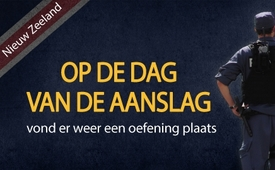 Nieuw Zeeland
OP DE DAG
VAN DE AANSLAG
vond er weer een oefening plaats